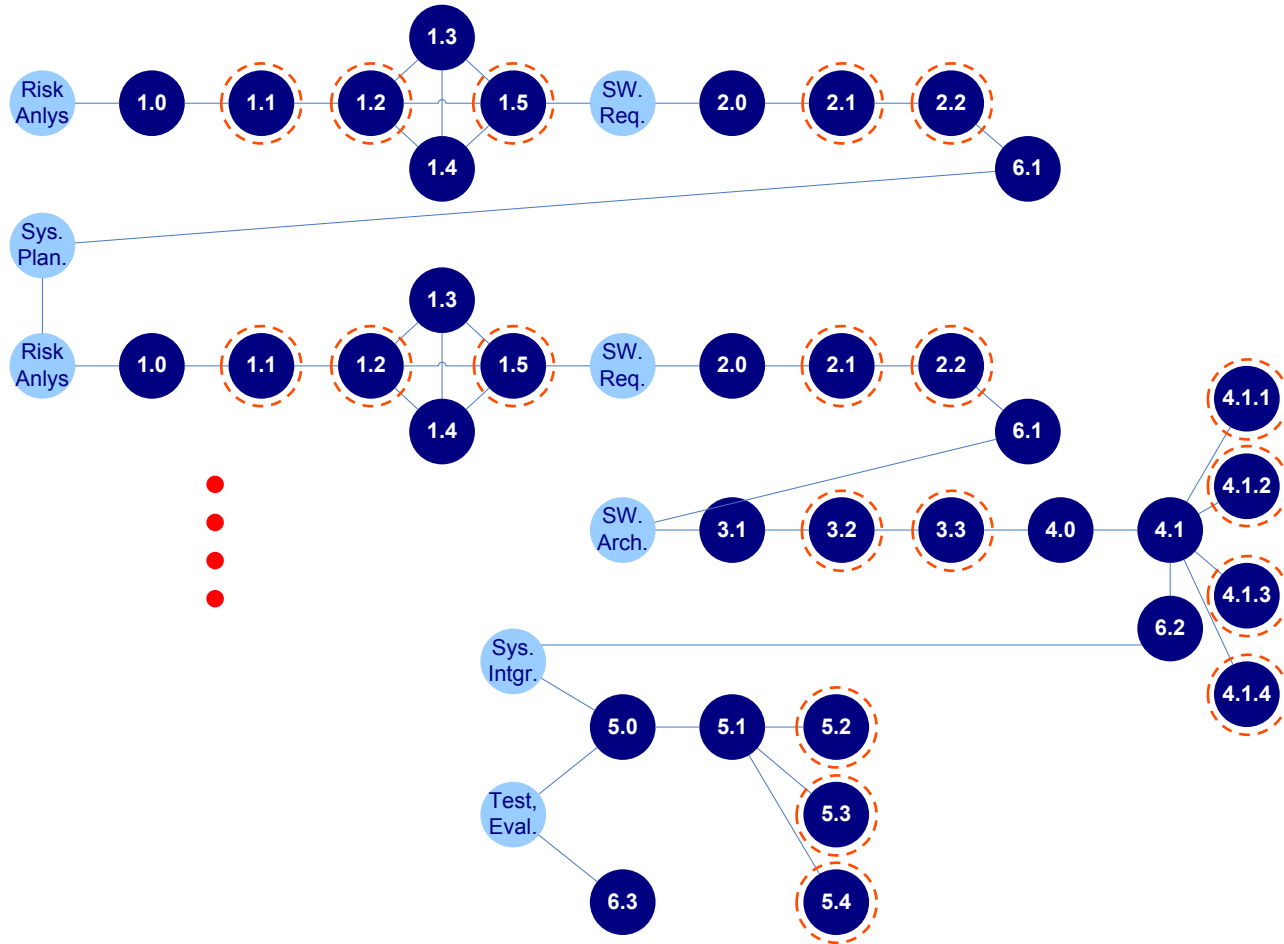 1.3
Risk
Anlys
1.0
1.1
1.2
1.5
SW.
Req.
2.0
2.1
2.2
1.4
6.1
Sys.
Plan.
1.3
Risk
Anlys
1.0
1.1
1.2
1.5
SW.
Req.
2.0
2.1
2.2
4.1.1
1.4
6.1
4.1.2
SW.
Arch.
3.1
3.2
3.3
4.0
4.1
4.1.3
6.2
Sys.
Intgr.
4.1.4
5.0
5.1
5.2
Test,
Eval.
5.3
6.3
5.4